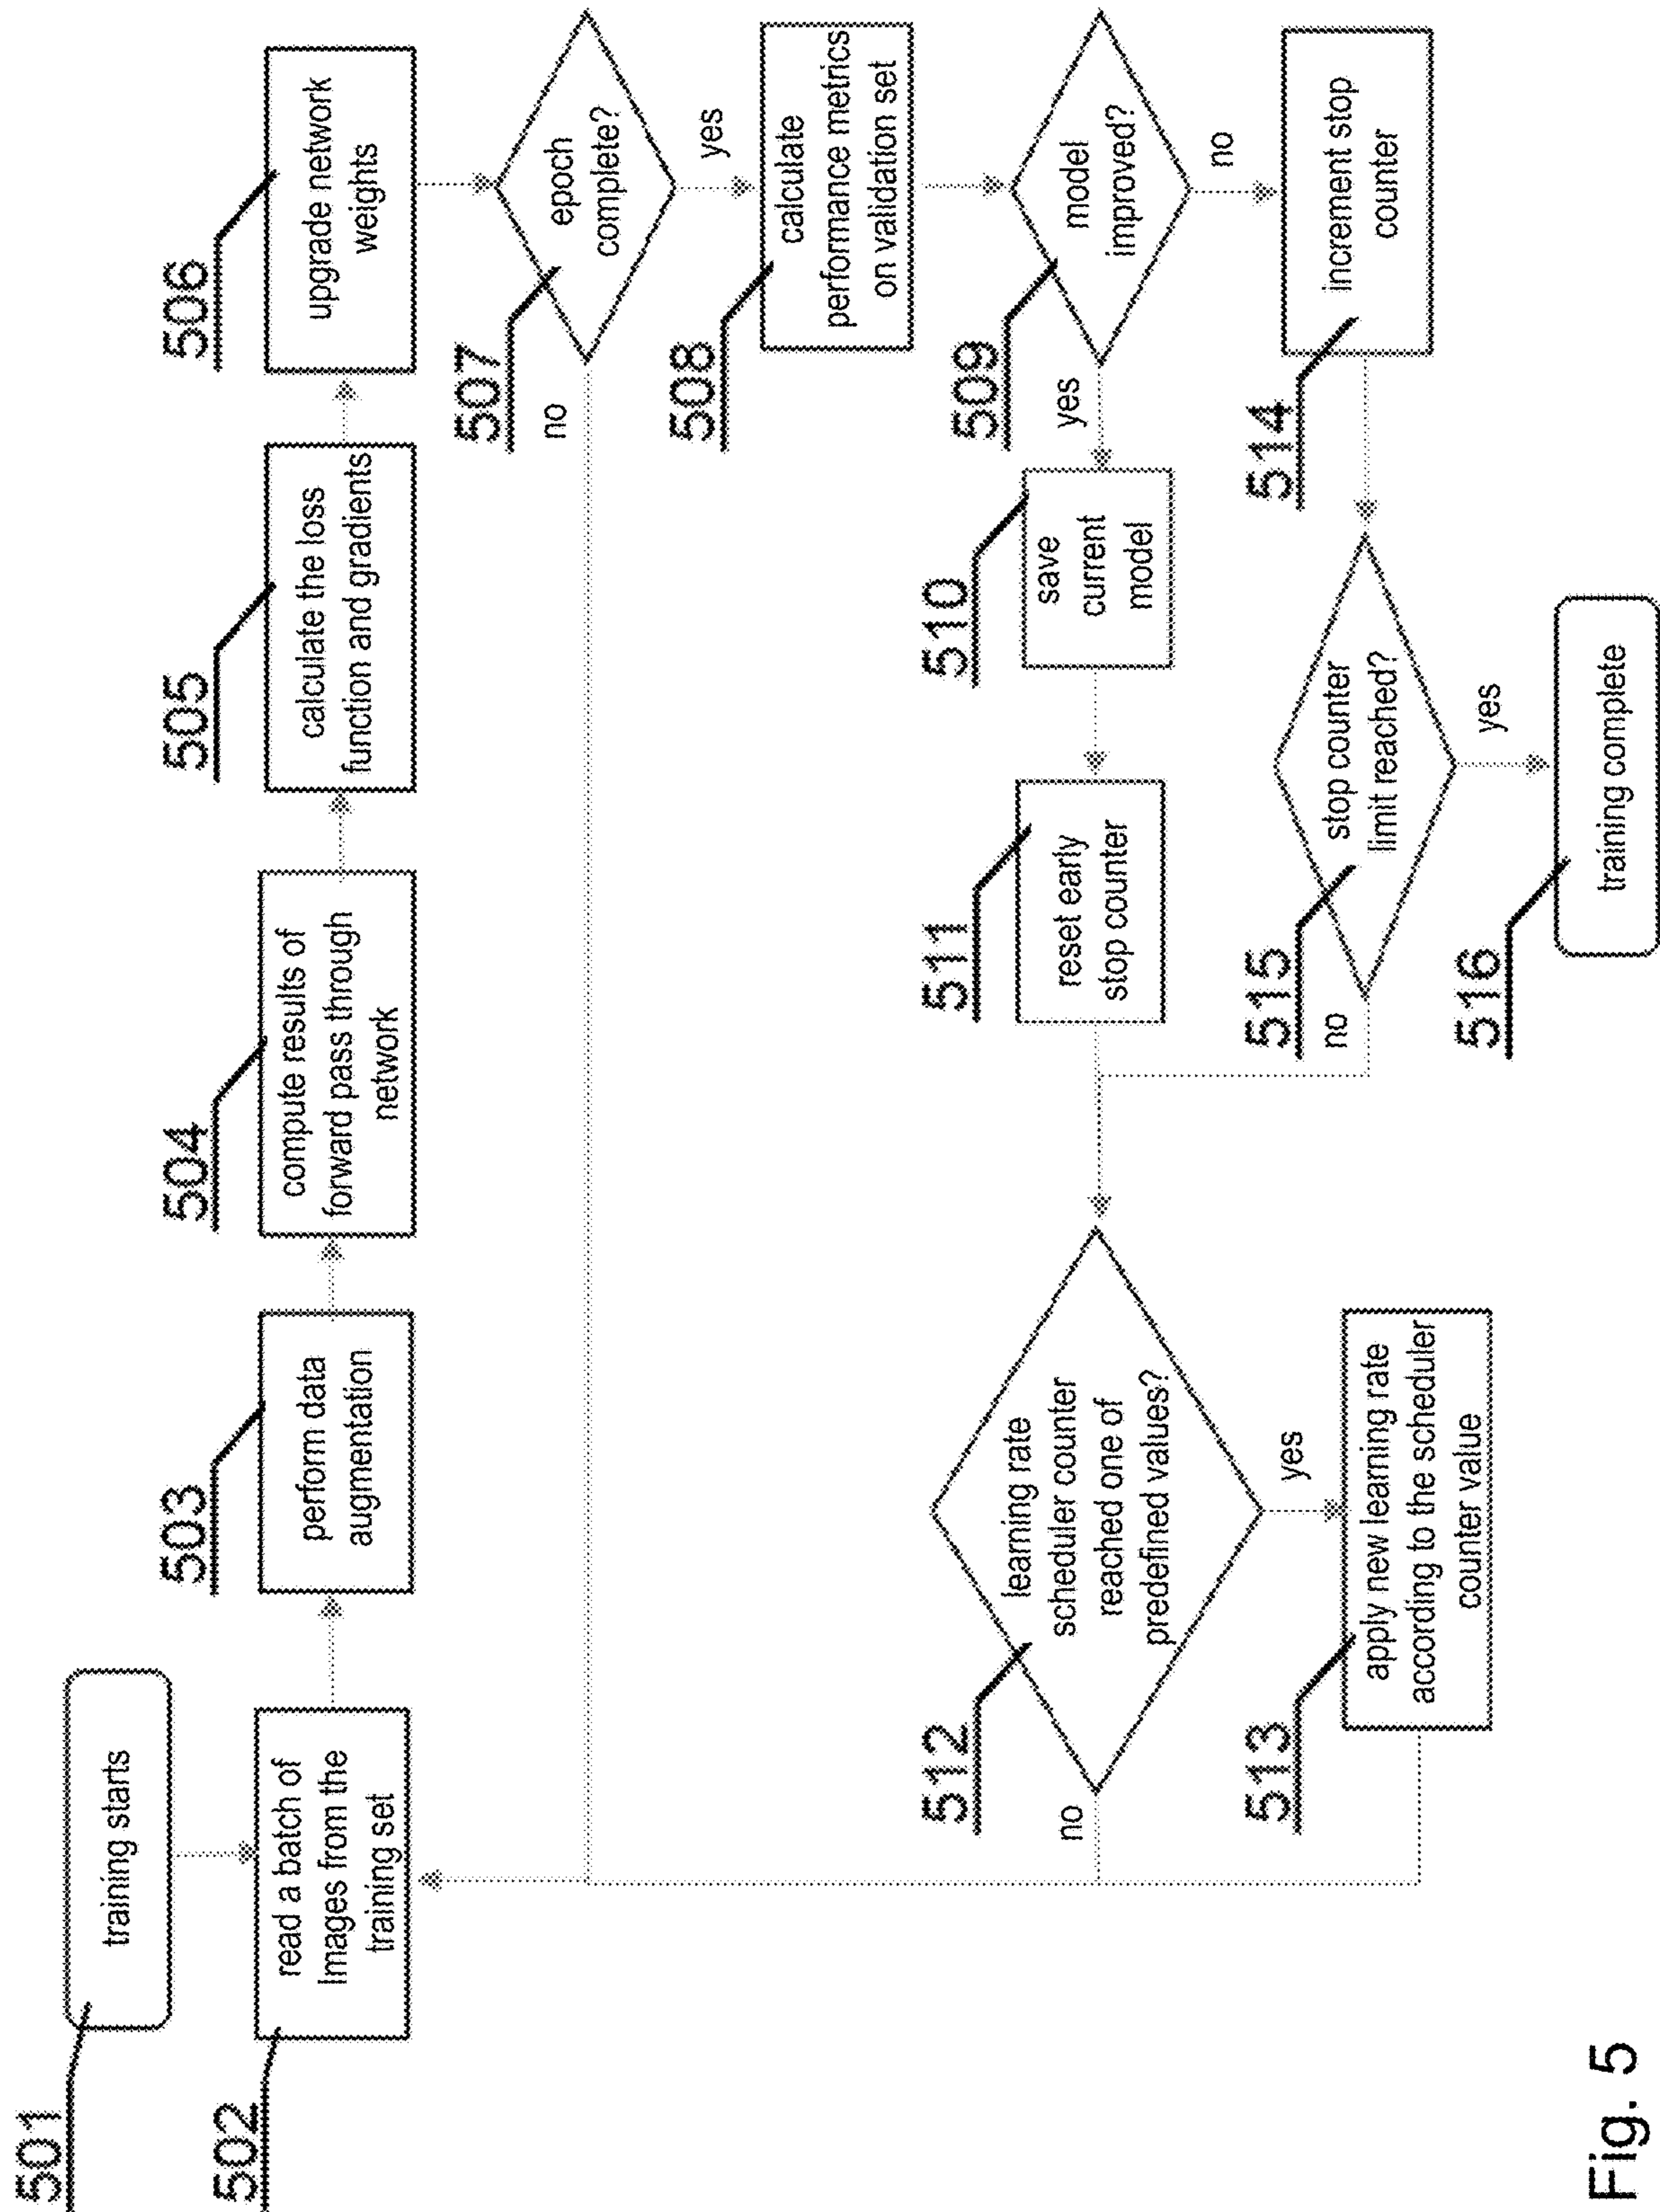 501
training starts
502
read a batch of
Images from the
training set
503
perform data
augmentation
504
compute results of
forward pass through
network
505
calculate the loss
function and gradients
506
upgrade network
weights
507
epoch
complete?
no
yes
508
calculate
performance metrics
on validation set
509
model
improved?
yes
no
510
save
current
model
511
reset early
stop counter
512
learning rate
scheduler counter
reached one of
predefined values?
no
yes
513
apply new learning rate
according to the scheduler
counter value
514
increment stop
counter
515
stop counter
limit reached?
no
yes
516
training complete
Fig. 5